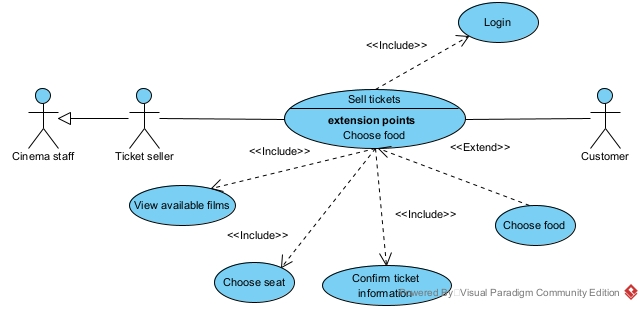 Login
<<Include>>
Sell tickets
extension points
Choose food
Cinema staff
Ticket seller
Customer
<<Include>>
<<Extend>>
View available films
<<Include>>
Choose food
<<Include>>
Choose seat
Confirm ticket
information
Powered By Visual Paradigm Community Edition